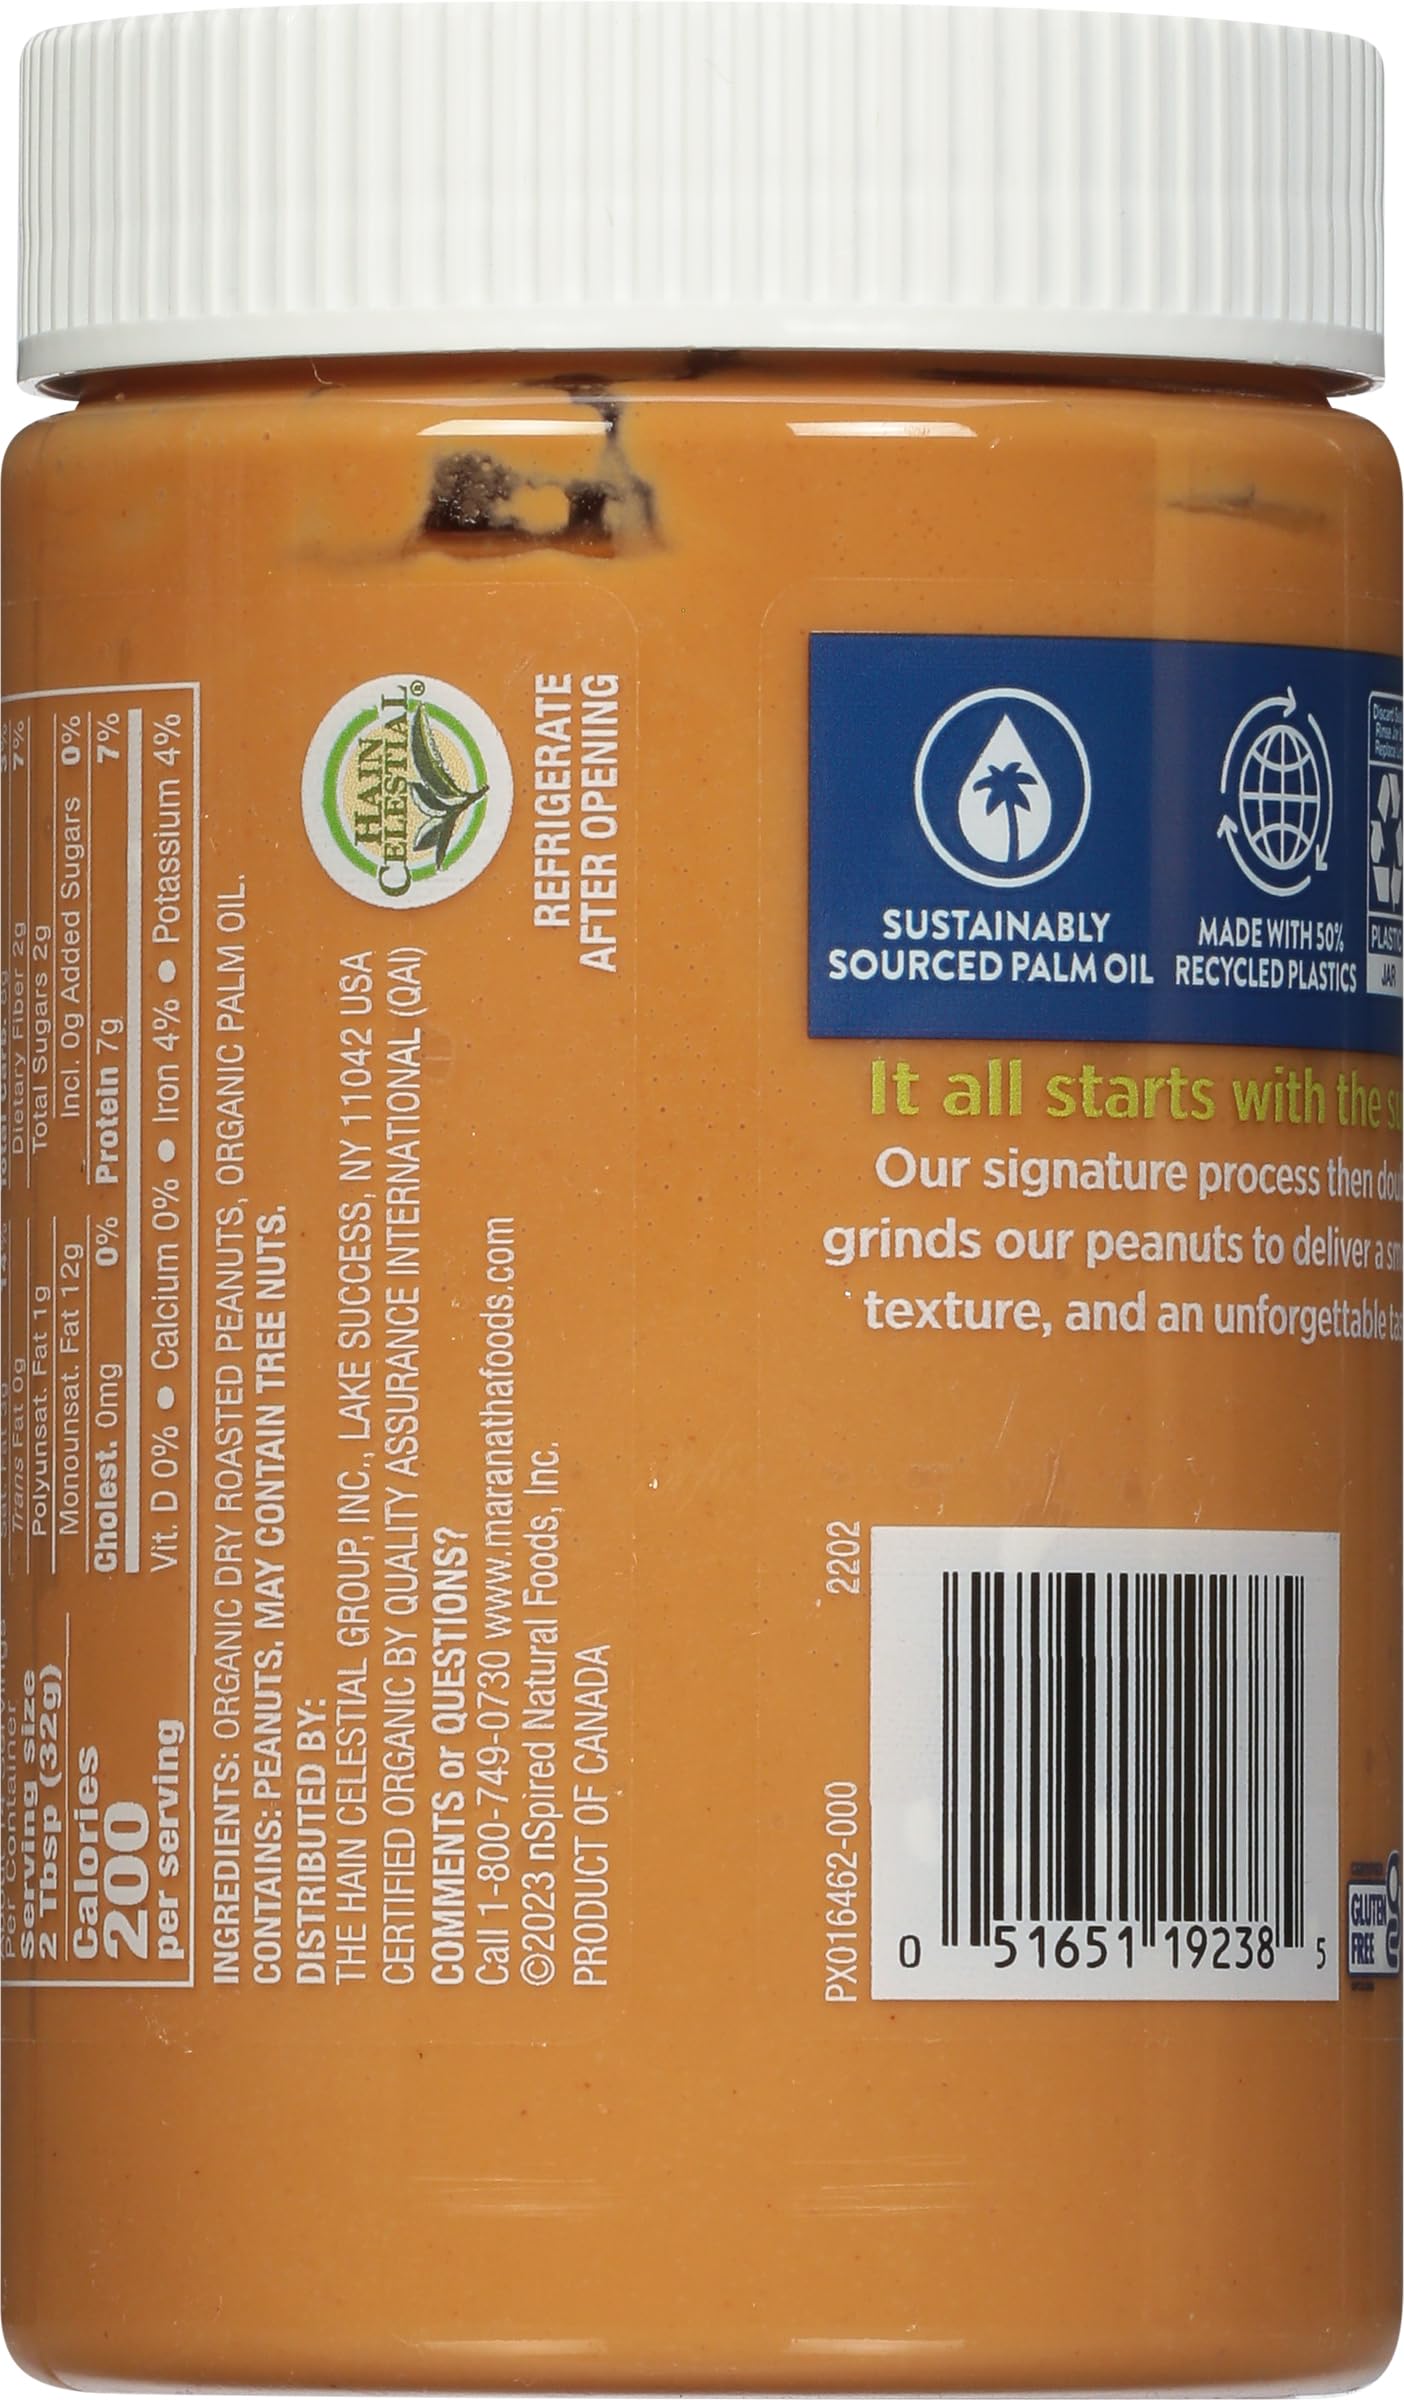 7%
Dietary Fiber 2g
Total Sugars 2g
Incl. 0g Added Sugars 0%
Protein 7g 7%
Trans Fat 0g
Polyunsat. Fat 1g
Monounsat. Fat 12g
Cholest. 0mg 0%
Vit. D 0% • Calcium 0% • Iron 4% • Potassium 4%
Per Container
Serving size
2 Tbsp (32g)
Calories
200
per serving
INGREDIENTS: ORGANIC DRY ROASTED PEANUTS, ORGANIC PALM OIL.
CONTAINS: PEANUTS. MAY CONTAIN TREE NUTS.
DISTRIBUTED BY:
THE HAIN CELESTIAL GROUP, INC., LAKE SUCCESS, NY 11042 USA
CERTIFIED ORGANIC BY QUALITY ASSURANCE INTERNATIONAL (QAI)
COMMENTS or QUESTIONS?
Call 1-800-749-0730 www.maranathafoods.com
©2023 nSpired Natural Foods, Inc.
PRODUCT OF CANADA
HAIN
CELESTIAL®
REFRIGERATE
AFTER OPENING
SUSTAINABLY
SOURCED PALM OIL
MADE WITH 50%
RECYCLED PLASTICS
JAR
It all starts with the
Our signature process then
grinds our peanuts to deliver a
texture, and an unforgettable
PX016462-000 2202
0 51651 19238 5
GLUTEN
FREE